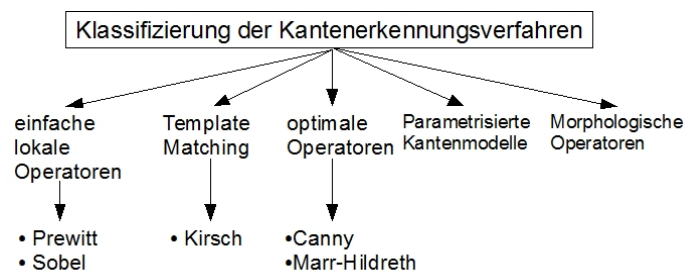 Klassifizierung der Kantenerkennungsverfahren
einfache
lokale
Operatoren
Template
Matching
optimale
Operatoren
Parametrisierte
Kantenmodelle
Morphologische
Operatoren
• Prewitt
• Sobel
• Kirsch
•Canny
•Marr-Hildreth